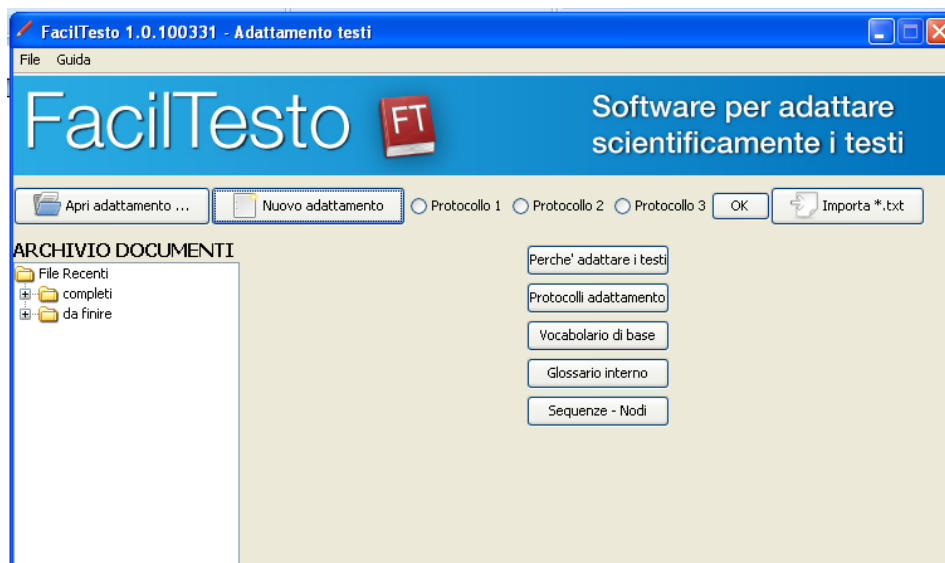 FacilTesto 1.0.100331 - Adattamento testi
File Guida
FacilTesto FT
Software per adattare
scientificamente i testi
Apri adattamento ... Nuovo adattamento Protocollo 1 Protocollo 2 Protocollo 3 OK Importa *.txt
ARCHIVIO DOCUMENTI
File Recenti
completi
da finire
Perche' adattare i testi
Protocolli adattamento
Vocabolario di base
Glossario interno
Sequenze - Nodi